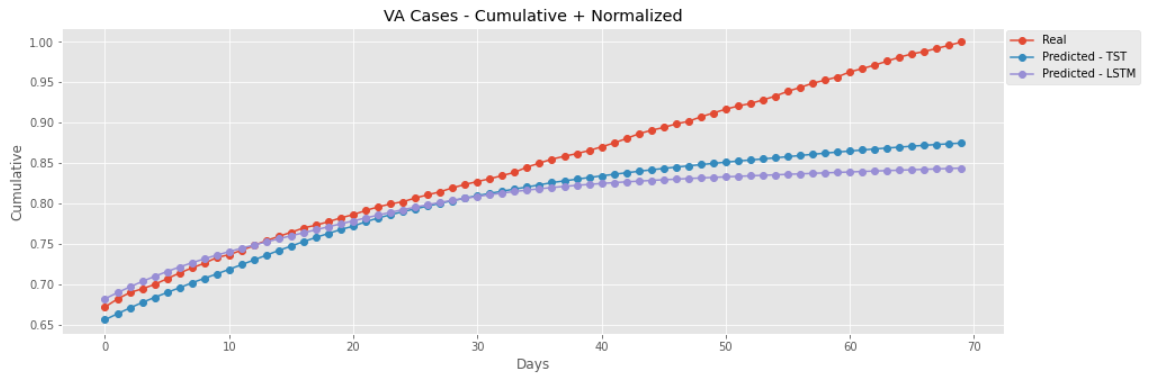 VA Cases - Cumulative + Normalized
Real
Predicted - TST
Predicted - LSTM
Cumulative
1.00
0.95
0.90
0.85
0.80
0.75
0.70
0.65
0 10 20 30 40 50 60 70
Days